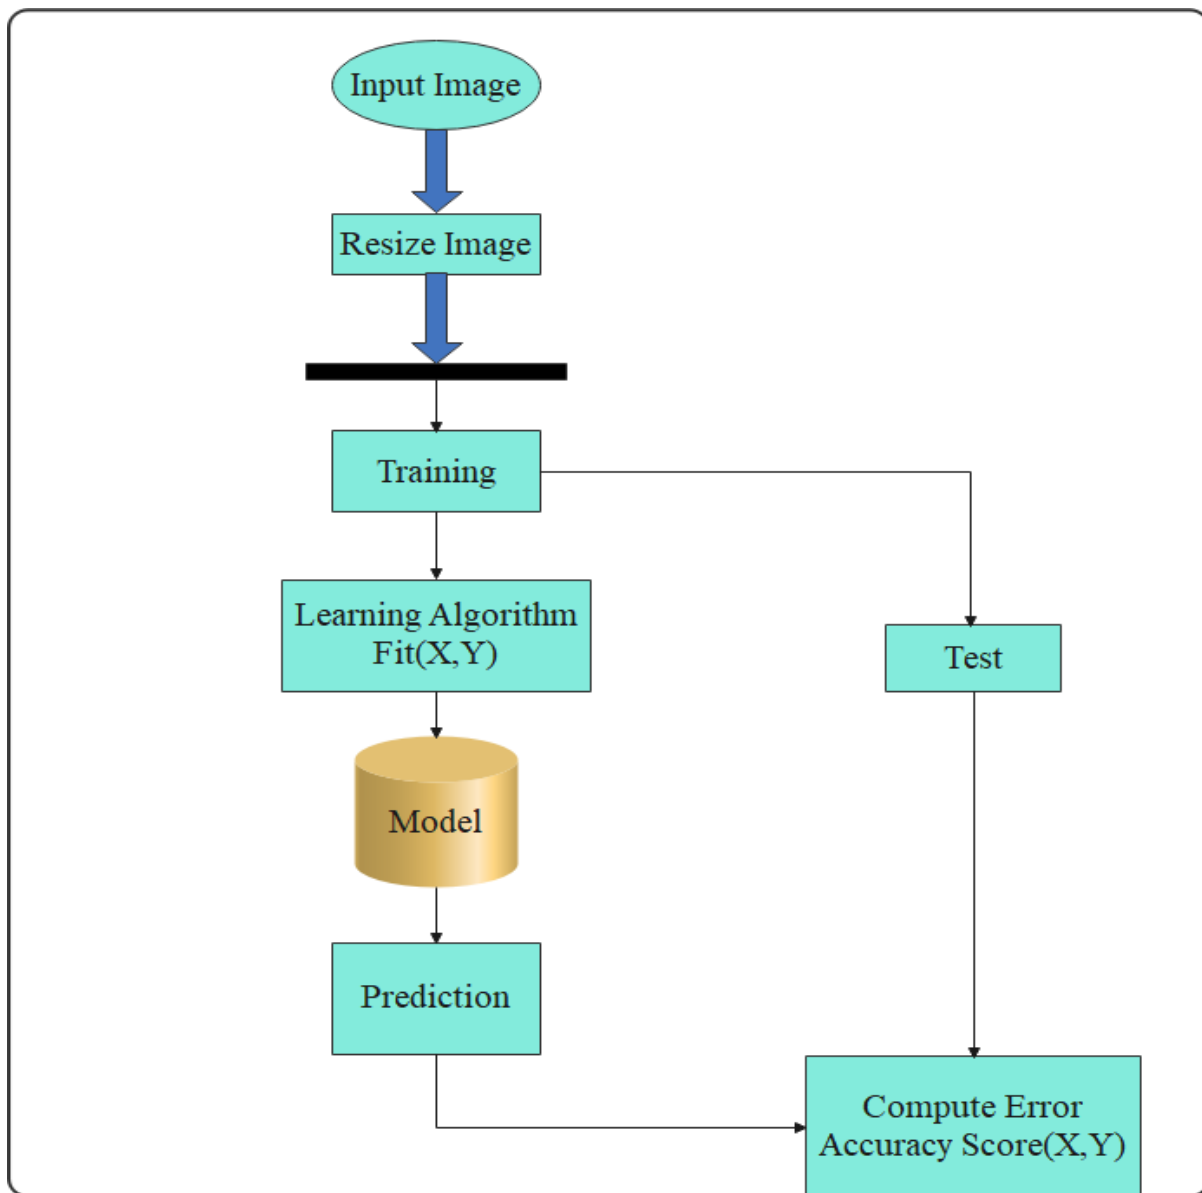 Input Image
Resize Image
Training
Learning Algorithm
Fit(X,Y)
Test
Model
Prediction
Compute Error
Accuracy Score(X,Y)